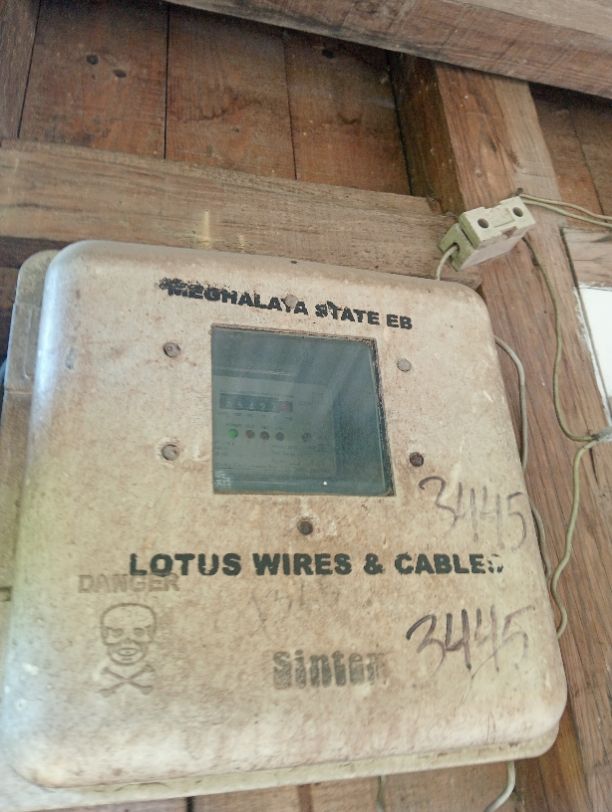 MEGHALAYA STATE EB
3445
LOTUS WIRES & CABLES
DANGER
3445
Sintex